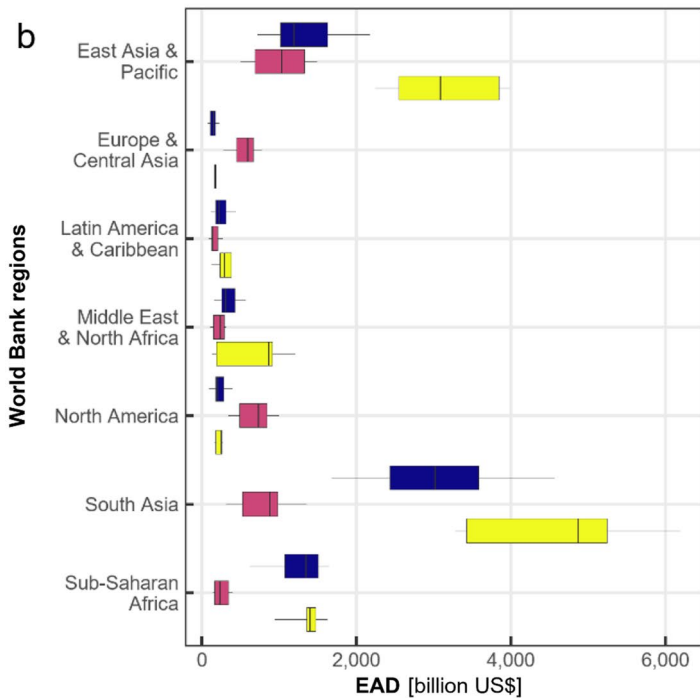 b
East Asia &
Pacific
Europe &
Central Asia
Latin America
& Caribbean
Middle East
& North Africa
North America
South Asia
Sub-Saharan
Africa
World Bank regions
0 2,000 4,000 6,000
EAD [billion US$]